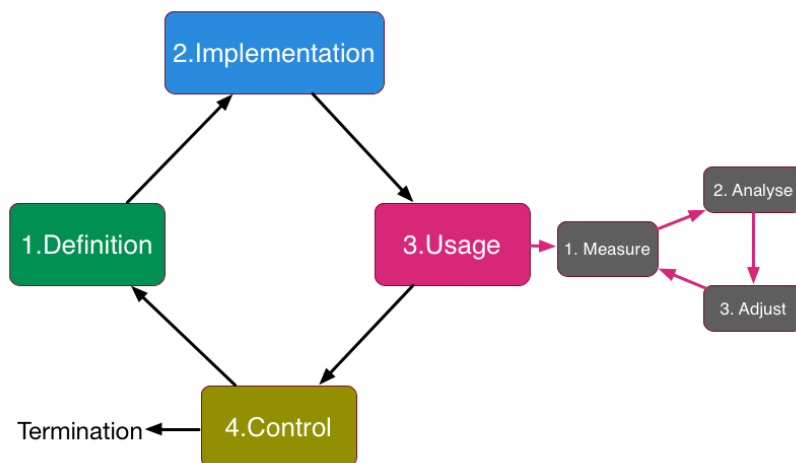 2.Implementation
1.Definition
3.Usage
4.Control
Termination
1. Measure
2. Analyse
3. Adjust